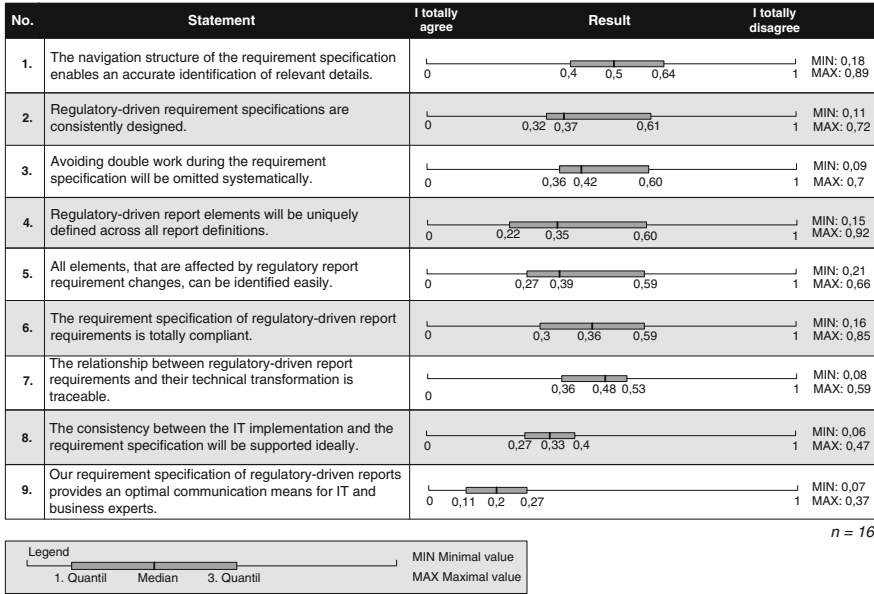 No. Statement I totally agree Result I totally disagree
1. The navigation structure of the requirement specification
enables an accurate identification of relevant details.
0 0,4 0,5 0,64 1
MIN: 0,18
MAX: 0,89
2. Regulatory-driven requirement specifications are
consistently designed.
0 0,32 0,37 0,61 1
MIN: 0,11
MAX: 0,72
3. Avoiding double work during the requirement
specification will be omitted systematically.
0 0,36 0,42 0,60 1
MIN: 0,09
MAX: 0,7
4. Regulatory-driven report elements will be uniquely
defined across all report definitions.
0 0,22 0,35 0,60 1
MIN: 0,15
MAX: 0,92
5. All elements, that are affected by regulatory report
requirement changes, can be identified easily.
0 0,27 0,39 0,59 1
MIN: 0,21
MAX: 0,66
6. The requirement specification of regulatory-driven report
requirements is totally compliant.
0 0,3 0,36 0,59 1
MIN: 0,16
MAX: 0,85
7. The relationship between regulatory-driven report
requirements and their technical transformation is
traceable.
0 0,36 0,48 0,53 1
MIN: 0,08
MAX: 0,59
8. The consistency between the IT implementation and the
requirement specification will be supported ideally.
0 0,27 0,33 0,4 1
MIN: 0,06
MAX: 0,47
9. Our requirement specification of regulatory-driven reports
provides an optimal communication means for IT and
business experts.
0 0,11 0,2 0,27 1
MIN: 0,07
MAX: 0,37
n = 16
Legend
1. Quantil Median 3. Quantil
MIN Minimal value
MAX Maximal value